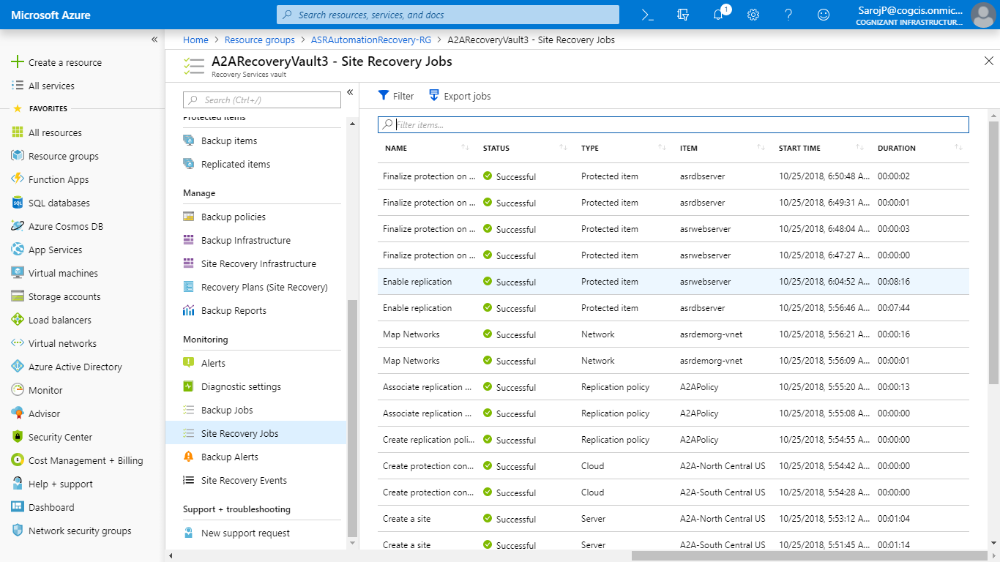 Microsoft Azure
Search resources, services, and docs
1
SarojP@cogcis.onmic...
COGNIZANT INFRASTRUCTUR...
Home > Resource groups > ASRAutomationRecovery-RG > A2ARecoveryVault3 - Site Recovery Jobs
A2ARecoveryVault3 - Site Recovery Jobs
Recovery Services vault
Create a resource
All services
FAVORITES
All resources
Resource groups
Function Apps
SQL databases
Azure Cosmos DB
App Services
Virtual machines
Storage accounts
Load balancers
Virtual networks
Azure Active Directory
Monitor
Advisor
Security Center
Cost Management + Billing
Help + support
Dashboard
Network security groups
Search (Ctrl+/)
Protected items
Backup items
Replicated items
Manage
Backup policies
Backup Infrastructure
Site Recovery Infrastructure
Recovery Plans (Site Recovery)
Backup Reports
Monitoring
Alerts
Diagnostic settings
Backup Jobs
Site Recovery Jobs
Backup Alerts
Site Recovery Events
Support + troubleshooting
New support request
Filter Export jobs
Filter items...
NAME STATUS TYPE ITEM START TIME DURATION
Finalize protection on ... Successful Protected item asrdbserver 10/25/2018, 6:50:48 A... 00:00:02
Finalize protection on ... Successful Protected item asrdbserver 10/25/2018, 6:49:31 A... 00:00:01
Finalize protection on ... Successful Protected item asrwebserver 10/25/2018, 6:48:04 A... 00:00:03
Finalize protection on ... Successful Protected item asrwebserver 10/25/2018, 6:47:27 A... 00:00:00
Enable replication Successful Protected item asrwebserver 10/25/2018, 6:04:52 A... 00:08:16
Enable replication Successful Protected item asrdbserver 10/25/2018, 5:56:46 A... 00:07:44
Map Networks Successful Network asrdemorg-vnet 10/25/2018, 5:56:21 A... 00:00:16
Map Networks Successful Network asrdemorg-vnet 10/25/2018, 5:56:09 A... 00:00:01
Associate replication ... Successful Replication policy A2APolicy 10/25/2018, 5:55:20 A... 00:00:13
Associate replication ... Successful Replication policy A2APolicy 10/25/2018, 5:55:08 A... 00:00:00
Create replication poli... Successful Replication policy A2APolicy 10/25/2018, 5:54:55 A... 00:00:00
Create protection con... Successful Cloud A2A-North Central US 10/25/2018, 5:54:42 A... 00:00:00
Create protection con... Successful Cloud A2A-South Central US 10/25/2018, 5:54:28 A... 00:00:00
Create a site Successful Server A2A-North Central US 10/25/2018, 5:53:12 A... 00:01:04
Create a site Successful Server A2A-South Central US 10/25/2018, 5:51:45 A... 00:01:14